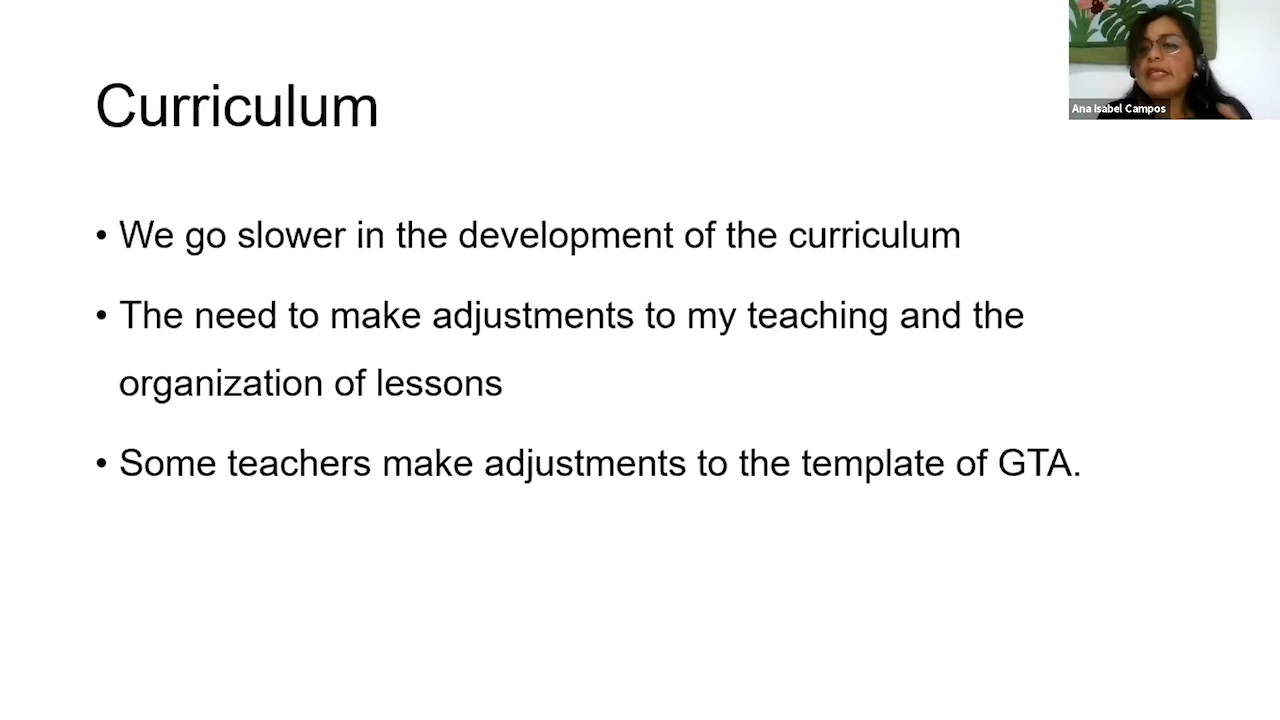 Curriculum
Ana Isabel Campos
• We go slower in the development of the curriculum
• The need to make adjustments to my teaching and the
organization of lessons
• Some teachers make adjustments to the template of GTA.